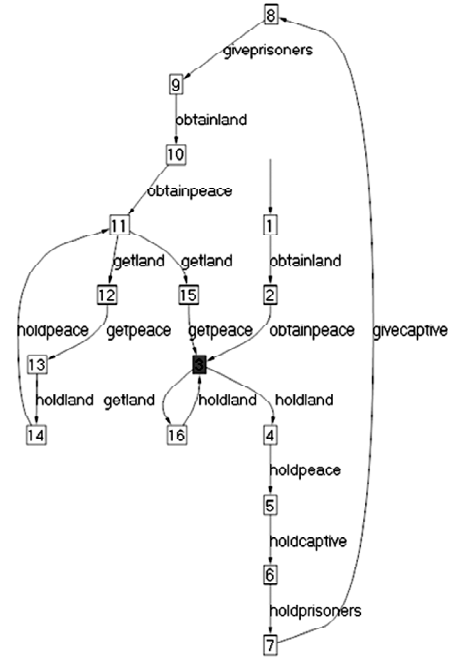 8
giveprisoners
9
obtainland
10
obtainpeace
11
1
getland
getland
obtainland
12
15
2
holdpeace
getpeace
getpeace
obtainpeace
givecaptive
13
3
getland
holdland
holdland
holdland
14
16
4
holdpeace
5
holdcaptive
6
holdprisoners
7